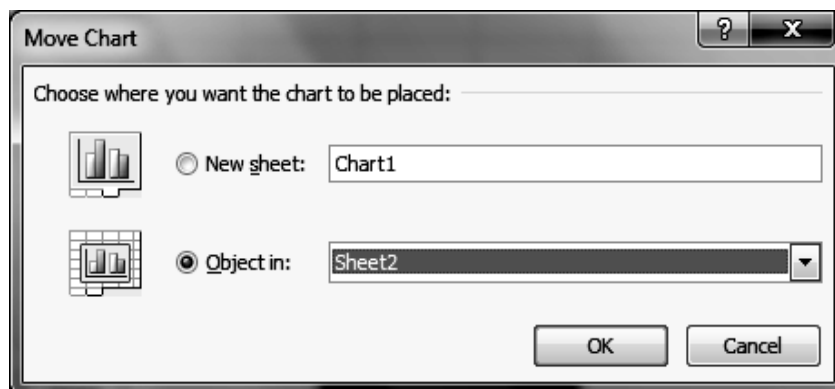 Move Chart
? X
Choose where you want the chart to be placed:
New sheet: Chart1
Object in: Sheet2
OK Cancel